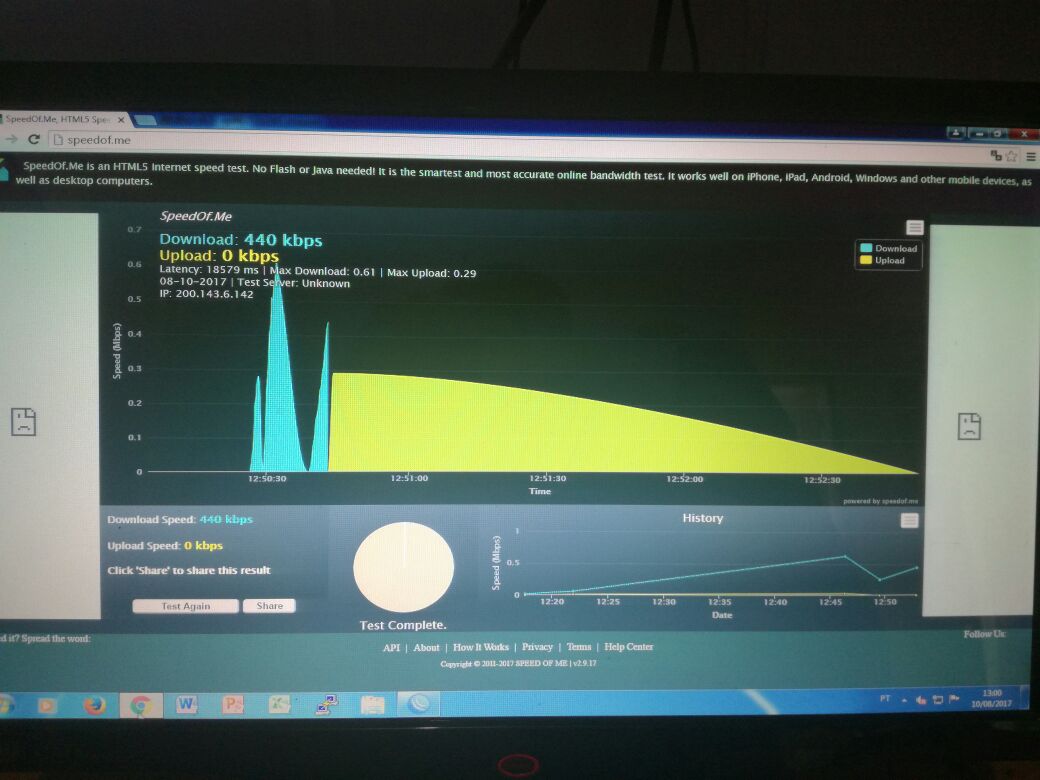 SpeedOf.Me, HTML5 Spe
speedof.me
SpeedOf.Me is an HTML5 Internet speed test. No Flash or Java needed! It is the smartest and most accurate online bandwidth test. It works well on iPhone, iPad, Android, Windows and other mobile devices, as
well as desktop computers.
SpeedOf.Me
Download: 440 kbps
Upload: 0 kbps
Latency: 18579 ms | Max Download: 0.61 | Max Upload: 0.29
08-10-2017 | Test Server: Unknown
IP: 200.143.6.142
Download
Upload
0.7
0.6
0.5
0.4
0.3
0.2
0.1
0
Speed (Mbps)
12:50:30 12:51:00 12:51:30 12:52:00 12:52:30
Time
powered by speedof.me
Download Speed: 440 kbps
Upload Speed: 0 kbps
Click 'Share' to share this result
Test Again Share
Test Complete.
History
1
0.5
0
Speed (Mbps)
12:20 12:25 12:30 12:35 12:40 12:45 12:50
Date
d it? Spread the word:
Follow Us:
API | About | How It Works | Privacy | Terms | Help Center
Copyright © 2011-2017 SPEED OF ME | v2.9.17
PT
13:00
10/08/2017